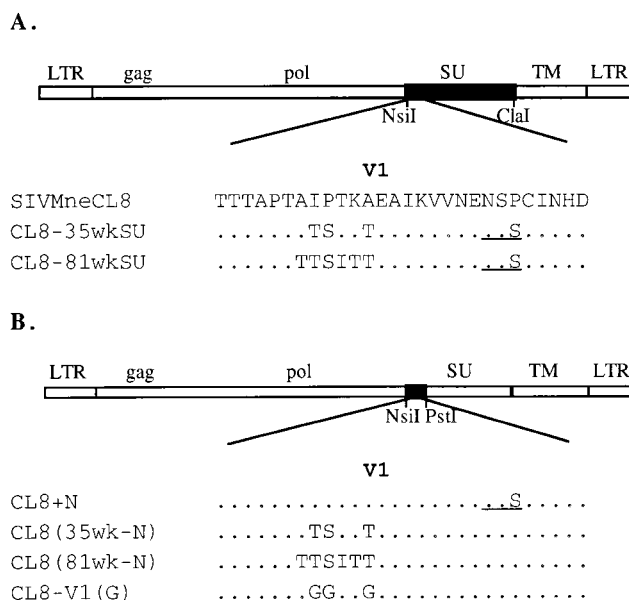 A.
LTR gag pol SU TM LTR
NsiI ClaI
V1
SIVMneCL8 TTTAPTAIPTKAEAIKVVNENSPCINHD
CL8-35wkSU .......TS..T..........S.....
CL8-81wkSU ......TTSITT..........S.....
B.
LTR gag pol SU TM LTR
NsiI PstI
V1
CL8+N ......................S.....
CL8(35wk-N) .......TS..T................
CL8(81wk-N) ......TTSITT................
CL8-V1(G) .......GG..G................